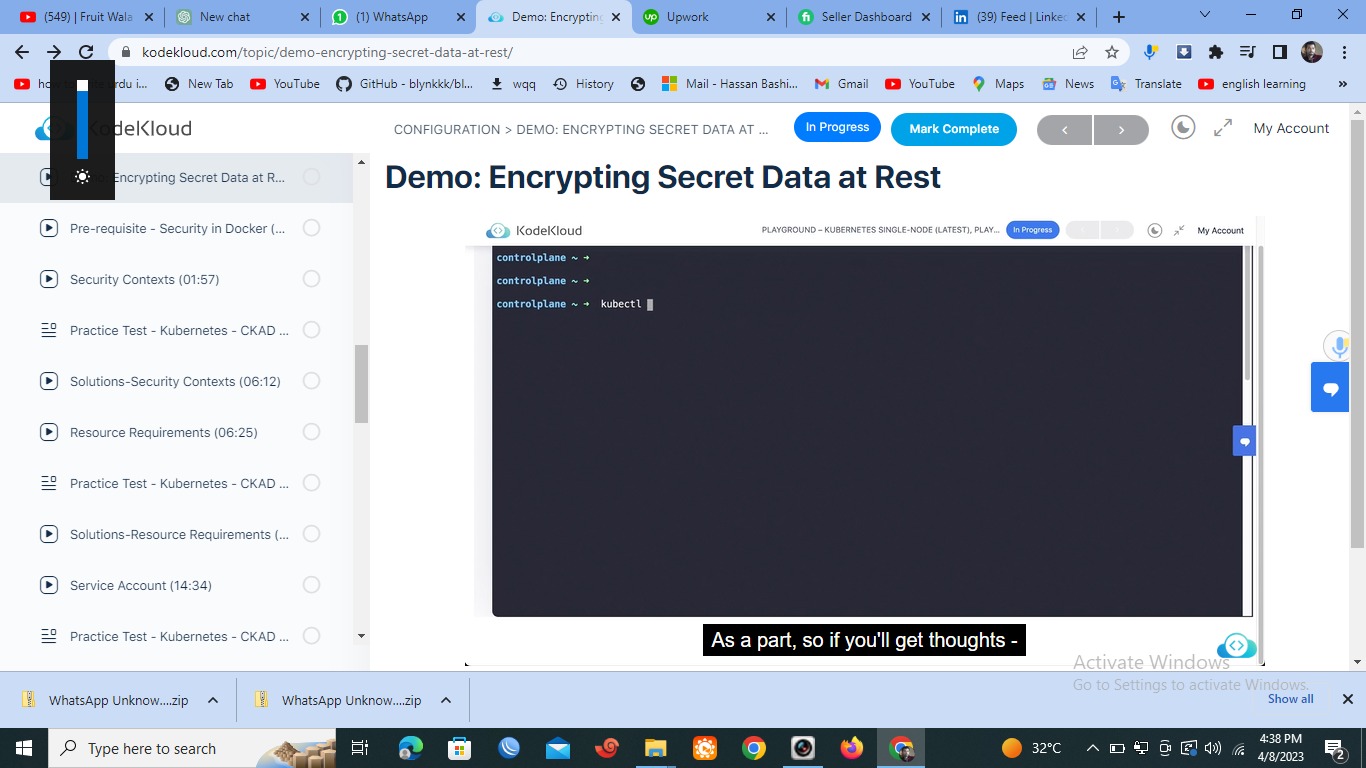 (549) | Fruit Wala
New chat
(1) WhatsApp
Demo: Encrypting
Upwork
Seller Dashboard
(39) Feed | Linked
kodekloud.com/topic/demo-encrypting-secret-data-at-rest/
urdu i...
New Tab
YouTube
GitHub - blynkkk/bl...
wqq
History
Mail - Hassan Bashi...
Gmail
YouTube
Maps
News
Translate
english learning
KodeKloud
CONFIGURATION > DEMO: ENCRYPTING SECRET DATA AT ...
In Progress
Mark Complete
My Account
Encrypting Secret Data at R...
Pre-requisite - Security in Docker (...
Security Contexts (01:57)
Practice Test - Kubernetes - CKAD ...
Solutions-Security Contexts (06:12)
Resource Requirements (06:25)
Practice Test - Kubernetes - CKAD ...
Solutions-Resource Requirements (...
Service Account (14:34)
Practice Test - Kubernetes - CKAD ...
Demo: Encrypting Secret Data at Rest
KodeKloud
PLAYGROUND – KUBERNETES SINGLE-NODE (LATEST), PLAY...
In Progress
My Account
controlplane ~ ➜
controlplane ~ ➜
controlplane ~ ➜ kubectl
As a part, so if you'll get thoughts -
Activate Windows
Go to Settings to activate Windows.
WhatsApp Unknow....zip
WhatsApp Unknow....zip
Show all
Type here to search
32°C
4:38 PM
4/8/2023
2